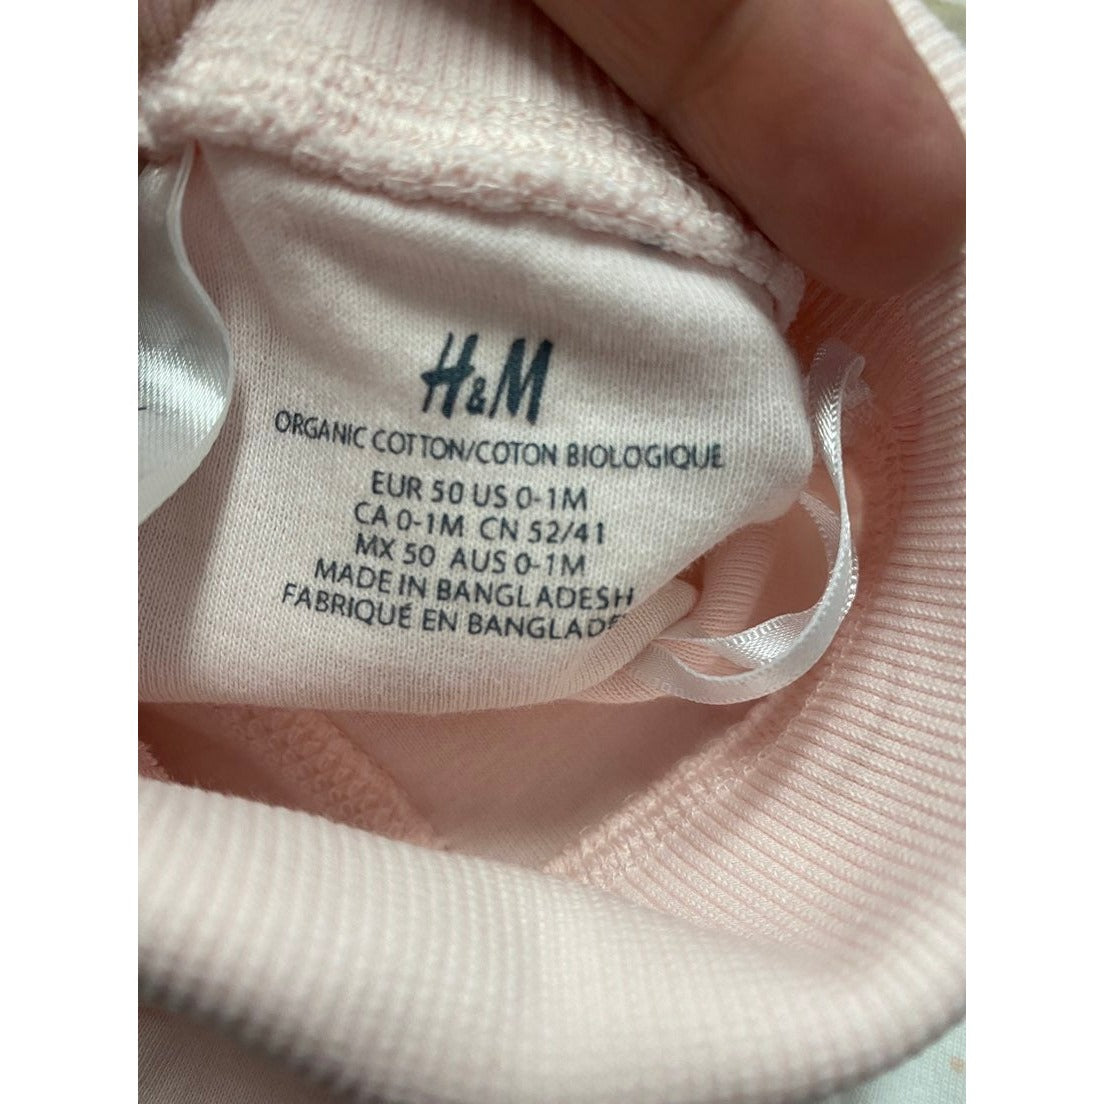 H&M
ORGANIC COTTON/COTON BIOLOGIQUE
EUR 50 US 0-1M
CA 0-1M CN 52/41
MX 50 AUS 0-1M
MADE IN BANGLADESH
FABRIQUÉ EN